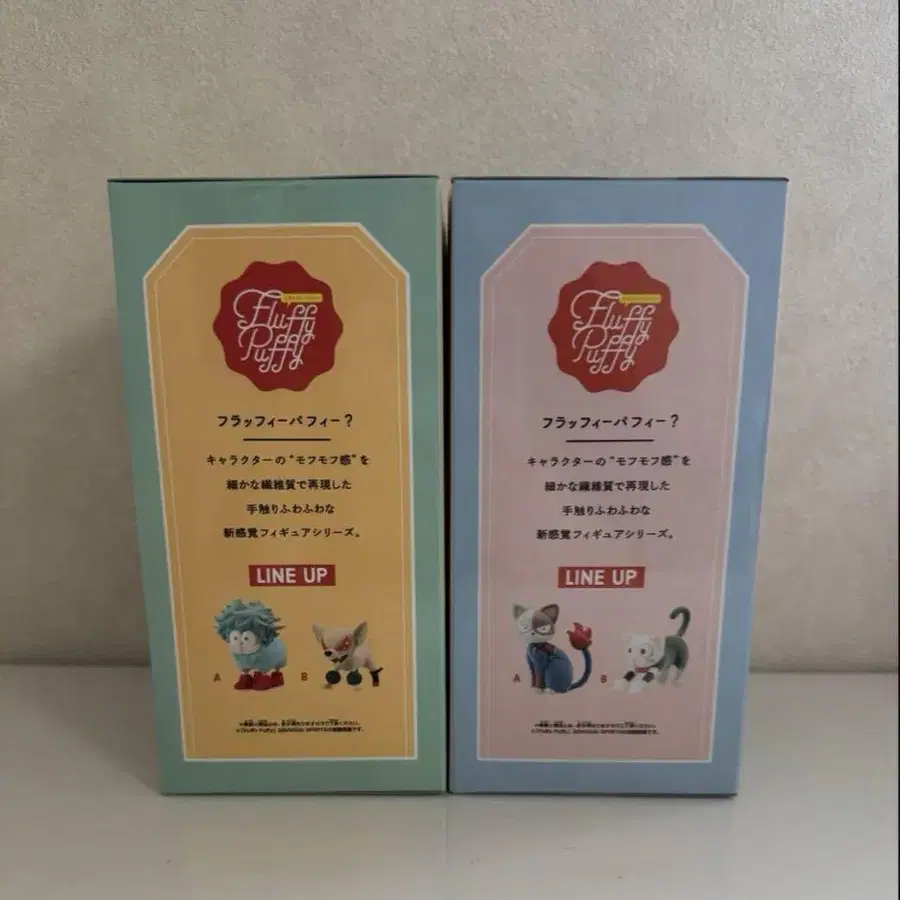 Fluffy
Puffy
フラッフィーパフィー?
キャラクターの“モフモフ感”を
細かな繊維質で再現した
手触りふわふわな
新感覚フィギュアシリーズ。
LINE UP
A
B
Fluffy
Puffy
フラッフィーパフィー?
キャラクターの“モフモフ感”を
細かな繊維質で再現した
手触りふわふわな
新感覚フィギュアシリーズ。
LINE UP
A
B